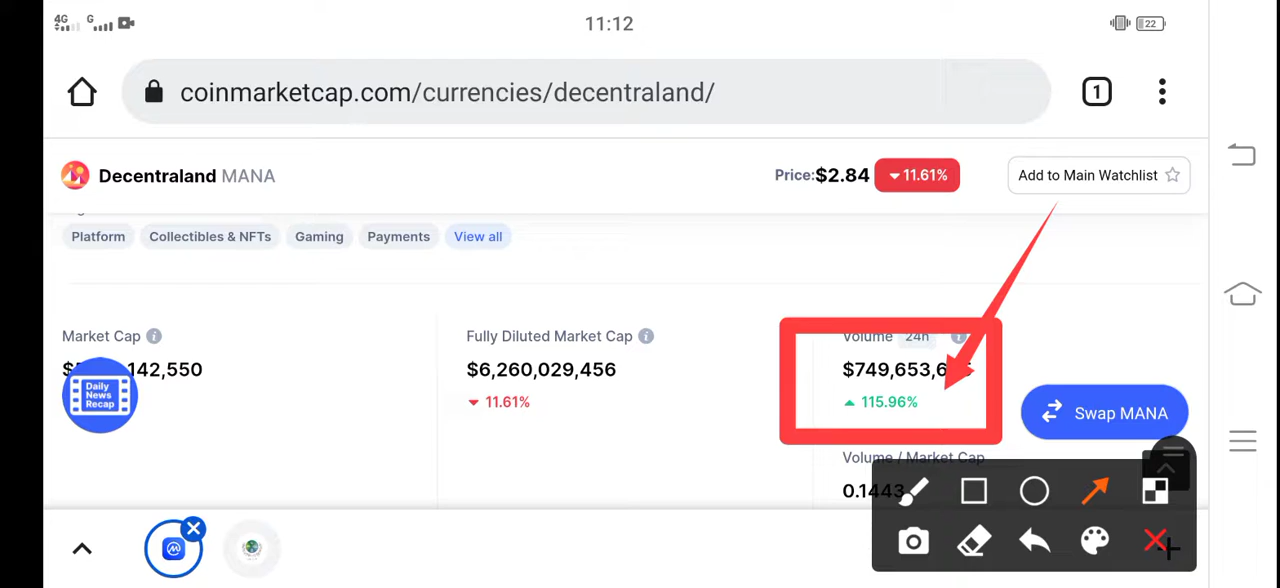 4G G 11:12 22
coinmarketcap.com/currencies/decentraland/ 1
Decentraland MANA Price:$2.84 11.61% Add to Main Watchlist
Platform Collectibles & NFTs Gaming Payments View all
Market Cap Fully Diluted Market Cap Volume 24h
142,550 $6,260,029,456 $749,653,6
Daily
News
Recap
11.61% 115.96%
Swap MANA
Volume / Market Cap
0.1443